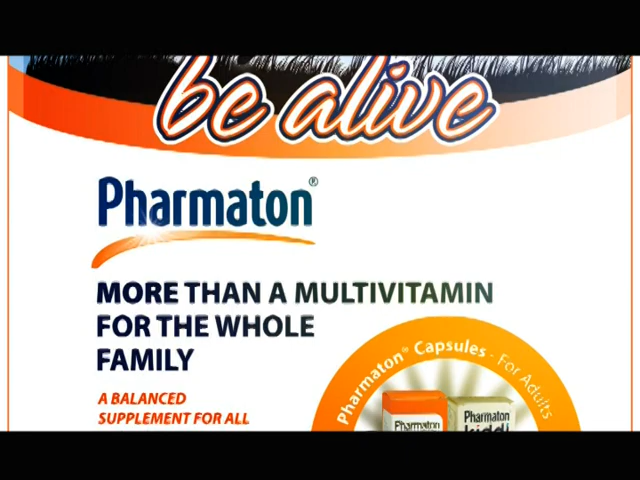 be alive
Pharmaton®
MORE THAN A MULTIVITAMIN
FOR THE WHOLE
FAMILY
A BALANCED
SUPPLEMENT FOR ALL
Pharmaton® Capsules - For Adults
Pharmaton
Pharmaton
kiddi